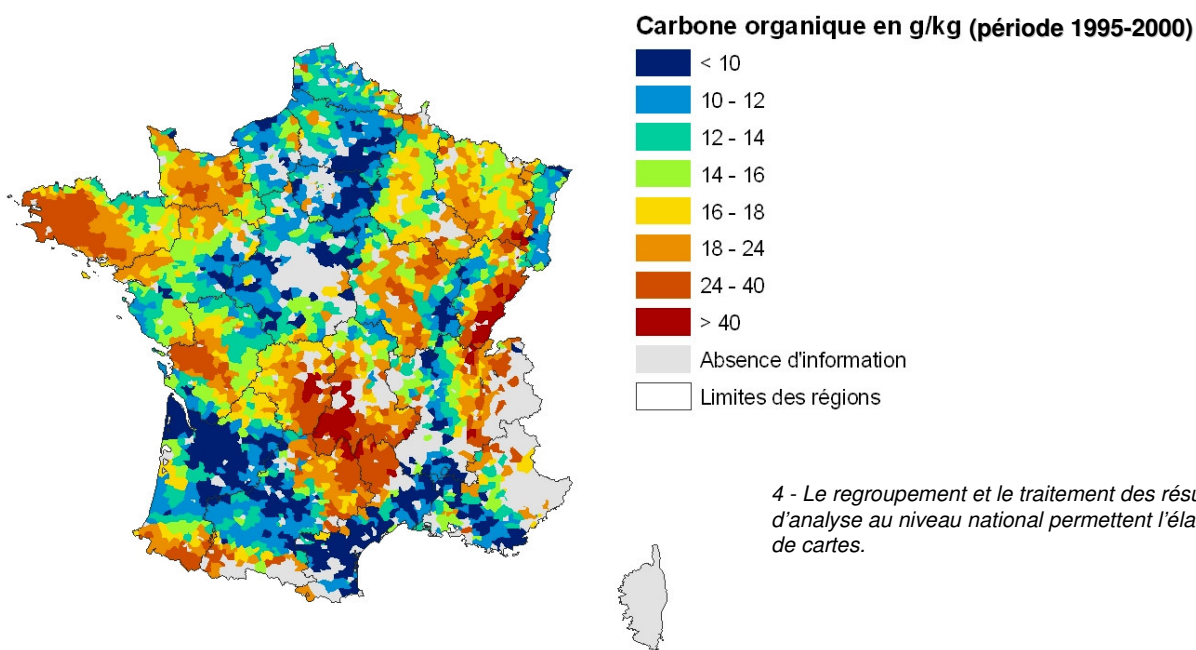 Carbone organique en g/kg (période 1995-2000)
< 10
10 - 12
12 - 14
14 - 16
16 - 18
18 - 24
24 - 40
> 40
Absence d'information
Limites des régions
4 - Le regroupement et le traitement des résu
d'analyse au niveau national permettent l'éla
de cartes.